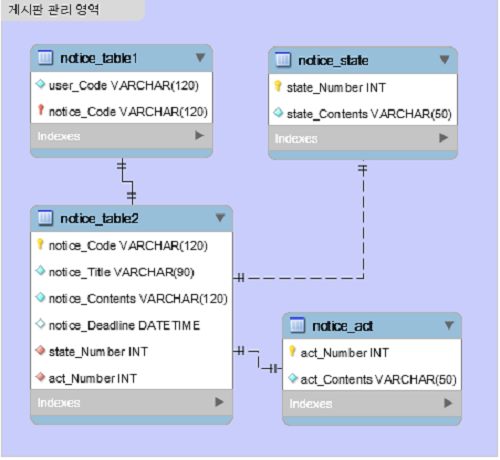 게시판 관리 영역
notice_table1
user_Code VARCHAR(120)
notice_Code VARCHAR(120)
Indexes
notice_state
state_Number INT
state_Contents VARCHAR(50)
Indexes
notice_table2
notice_Code VARCHAR(120)
notice_Title VARCHAR(90)
notice_Contents VARCHAR(120)
notice_Deadline DATETIME
state_Number INT
act_Number INT
Indexes
notice_act
act_Number INT
act_Contents VARCHAR(50)
Indexes